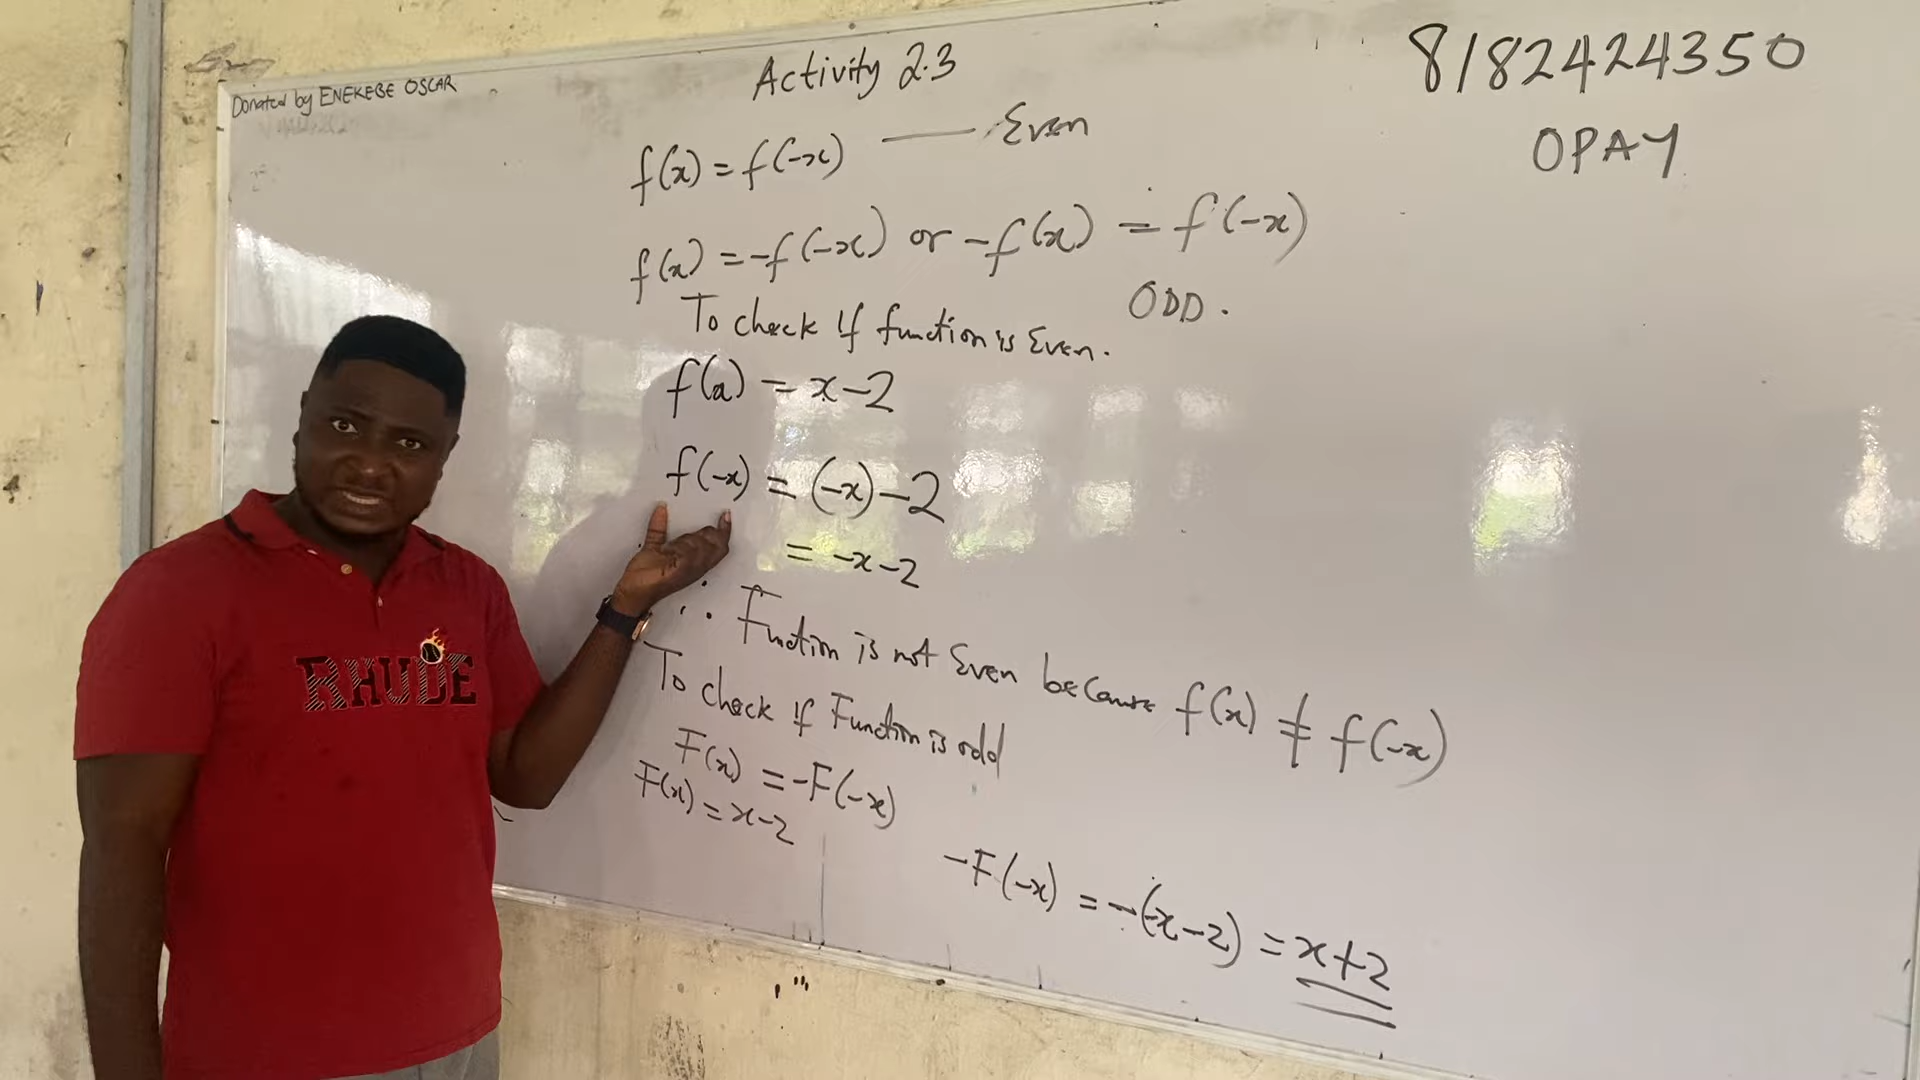 Donated by ENEKEBE OSCAR
Activity 2.3
8182424350
OPAY
f(x) = f(-x) —— Even
f(x) = -f(-x) or -f(x) = f(-x)
ODD.
To check if function is Even.
f(x) = x-2
f(-x) = (-x)-2
= -x-2
∴ Function is not Even because f(x) ≠ f(-x)
To check if Function is odd
F(x) = -F(-x)
F(x) = x-2
-F(-x) = -(-x-2) = x+2
RHUDE